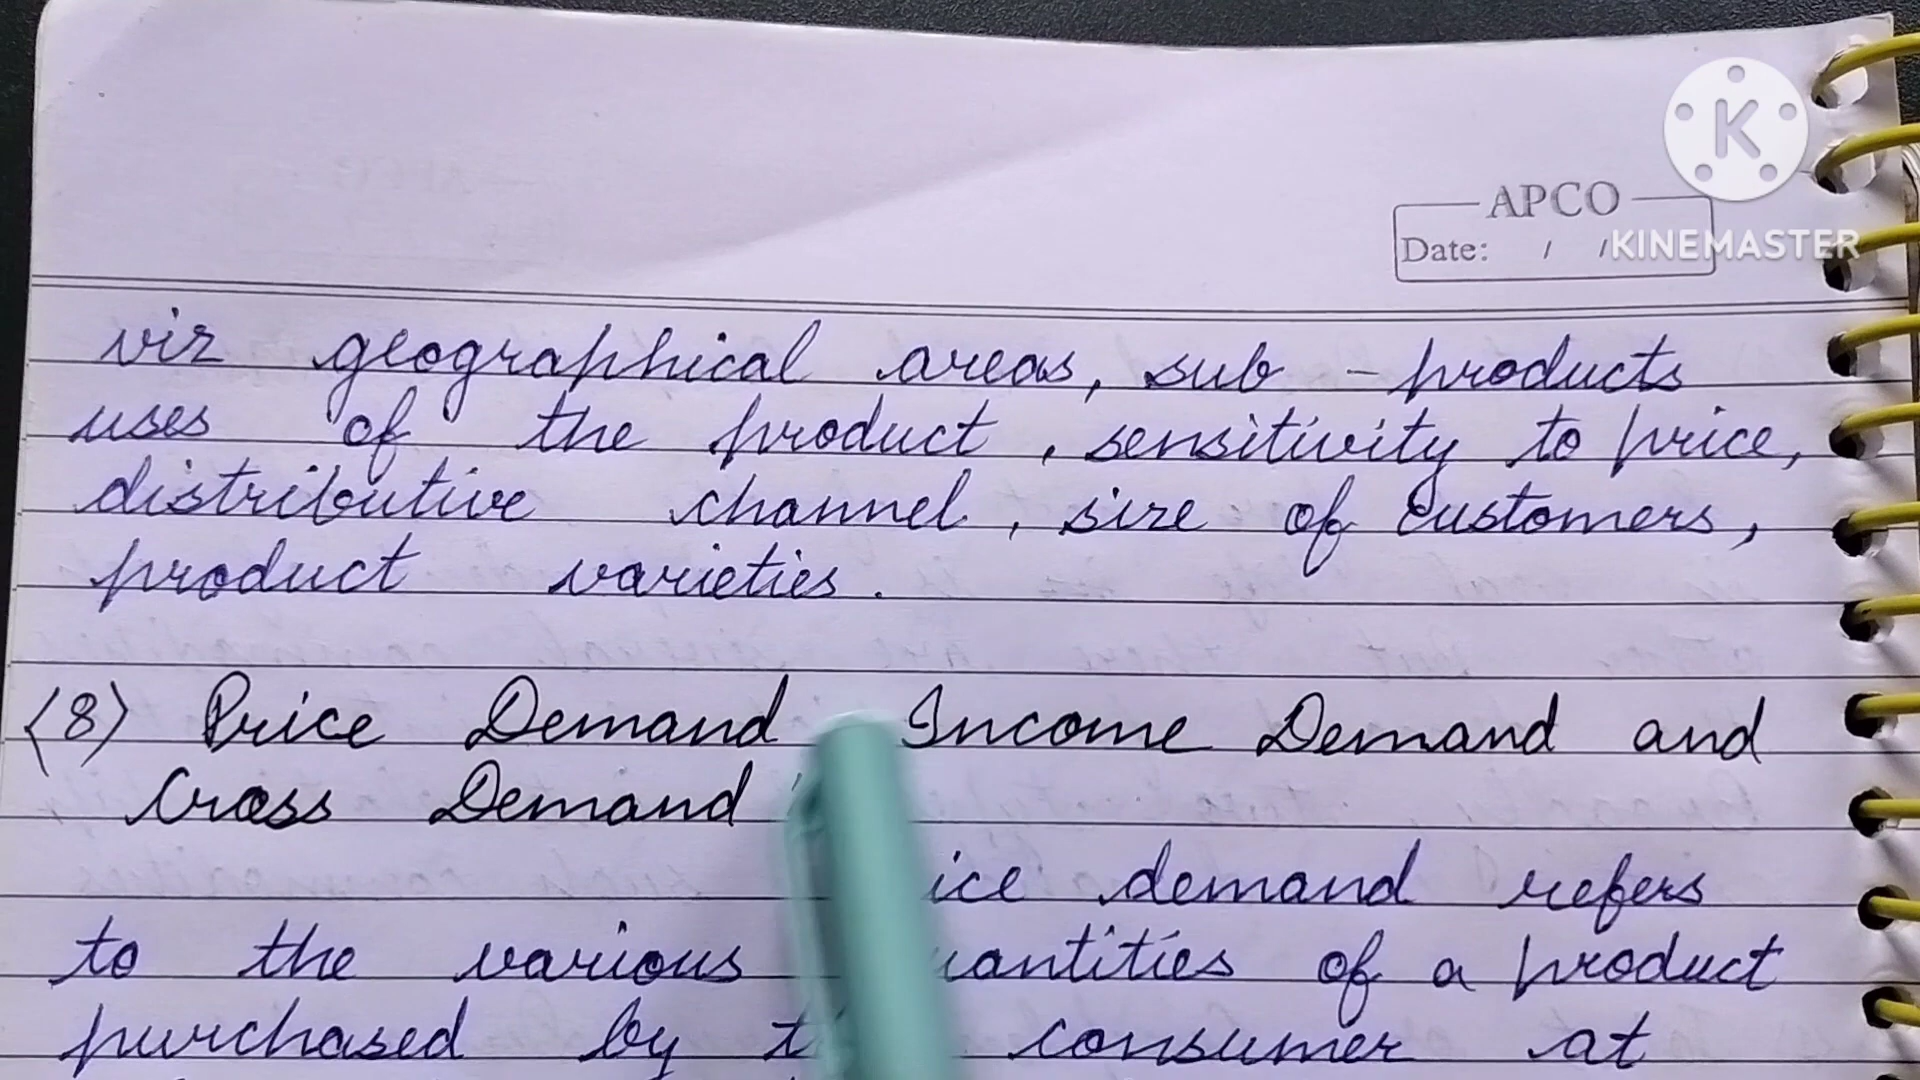 APCO
Date: / /
KINEMASTER
viz geographical areas, sub - products
uses of the product, sensitivity to price,
distributive channel, size of customers,
product varieties.
(8) Price Demand Income Demand and
Cross Demand
demand refers
to the various of a product
purchased by consumer at